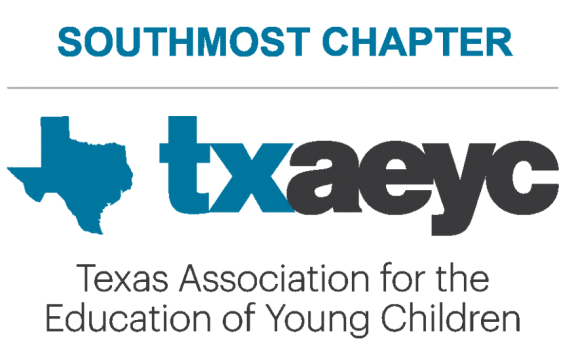 SOUTHMOST CHAPTER
txaeyc
Texas Association for the
Education of Young Children